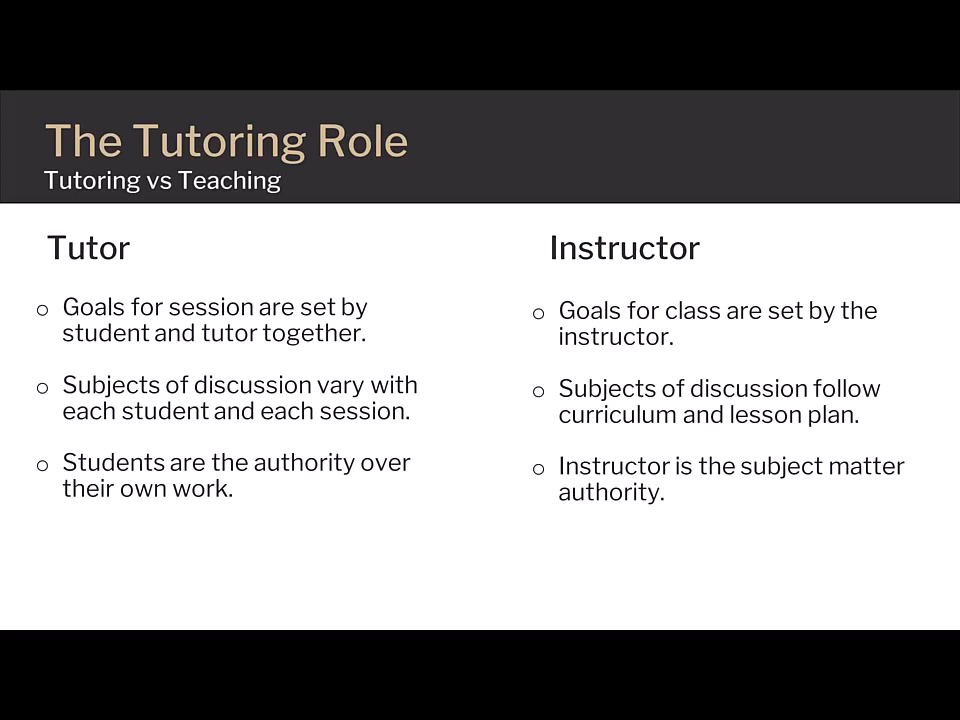 The Tutoring Role
Tutoring vs Teaching
Tutor
o Goals for session are set by
student and tutor together.
o Subjects of discussion vary with
each student and each session.
o Students are the authority over
their own work.
Instructor
o Goals for class are set by the
instructor.
o Subjects of discussion follow
curriculum and lesson plan.
o Instructor is the subject matter
authority.